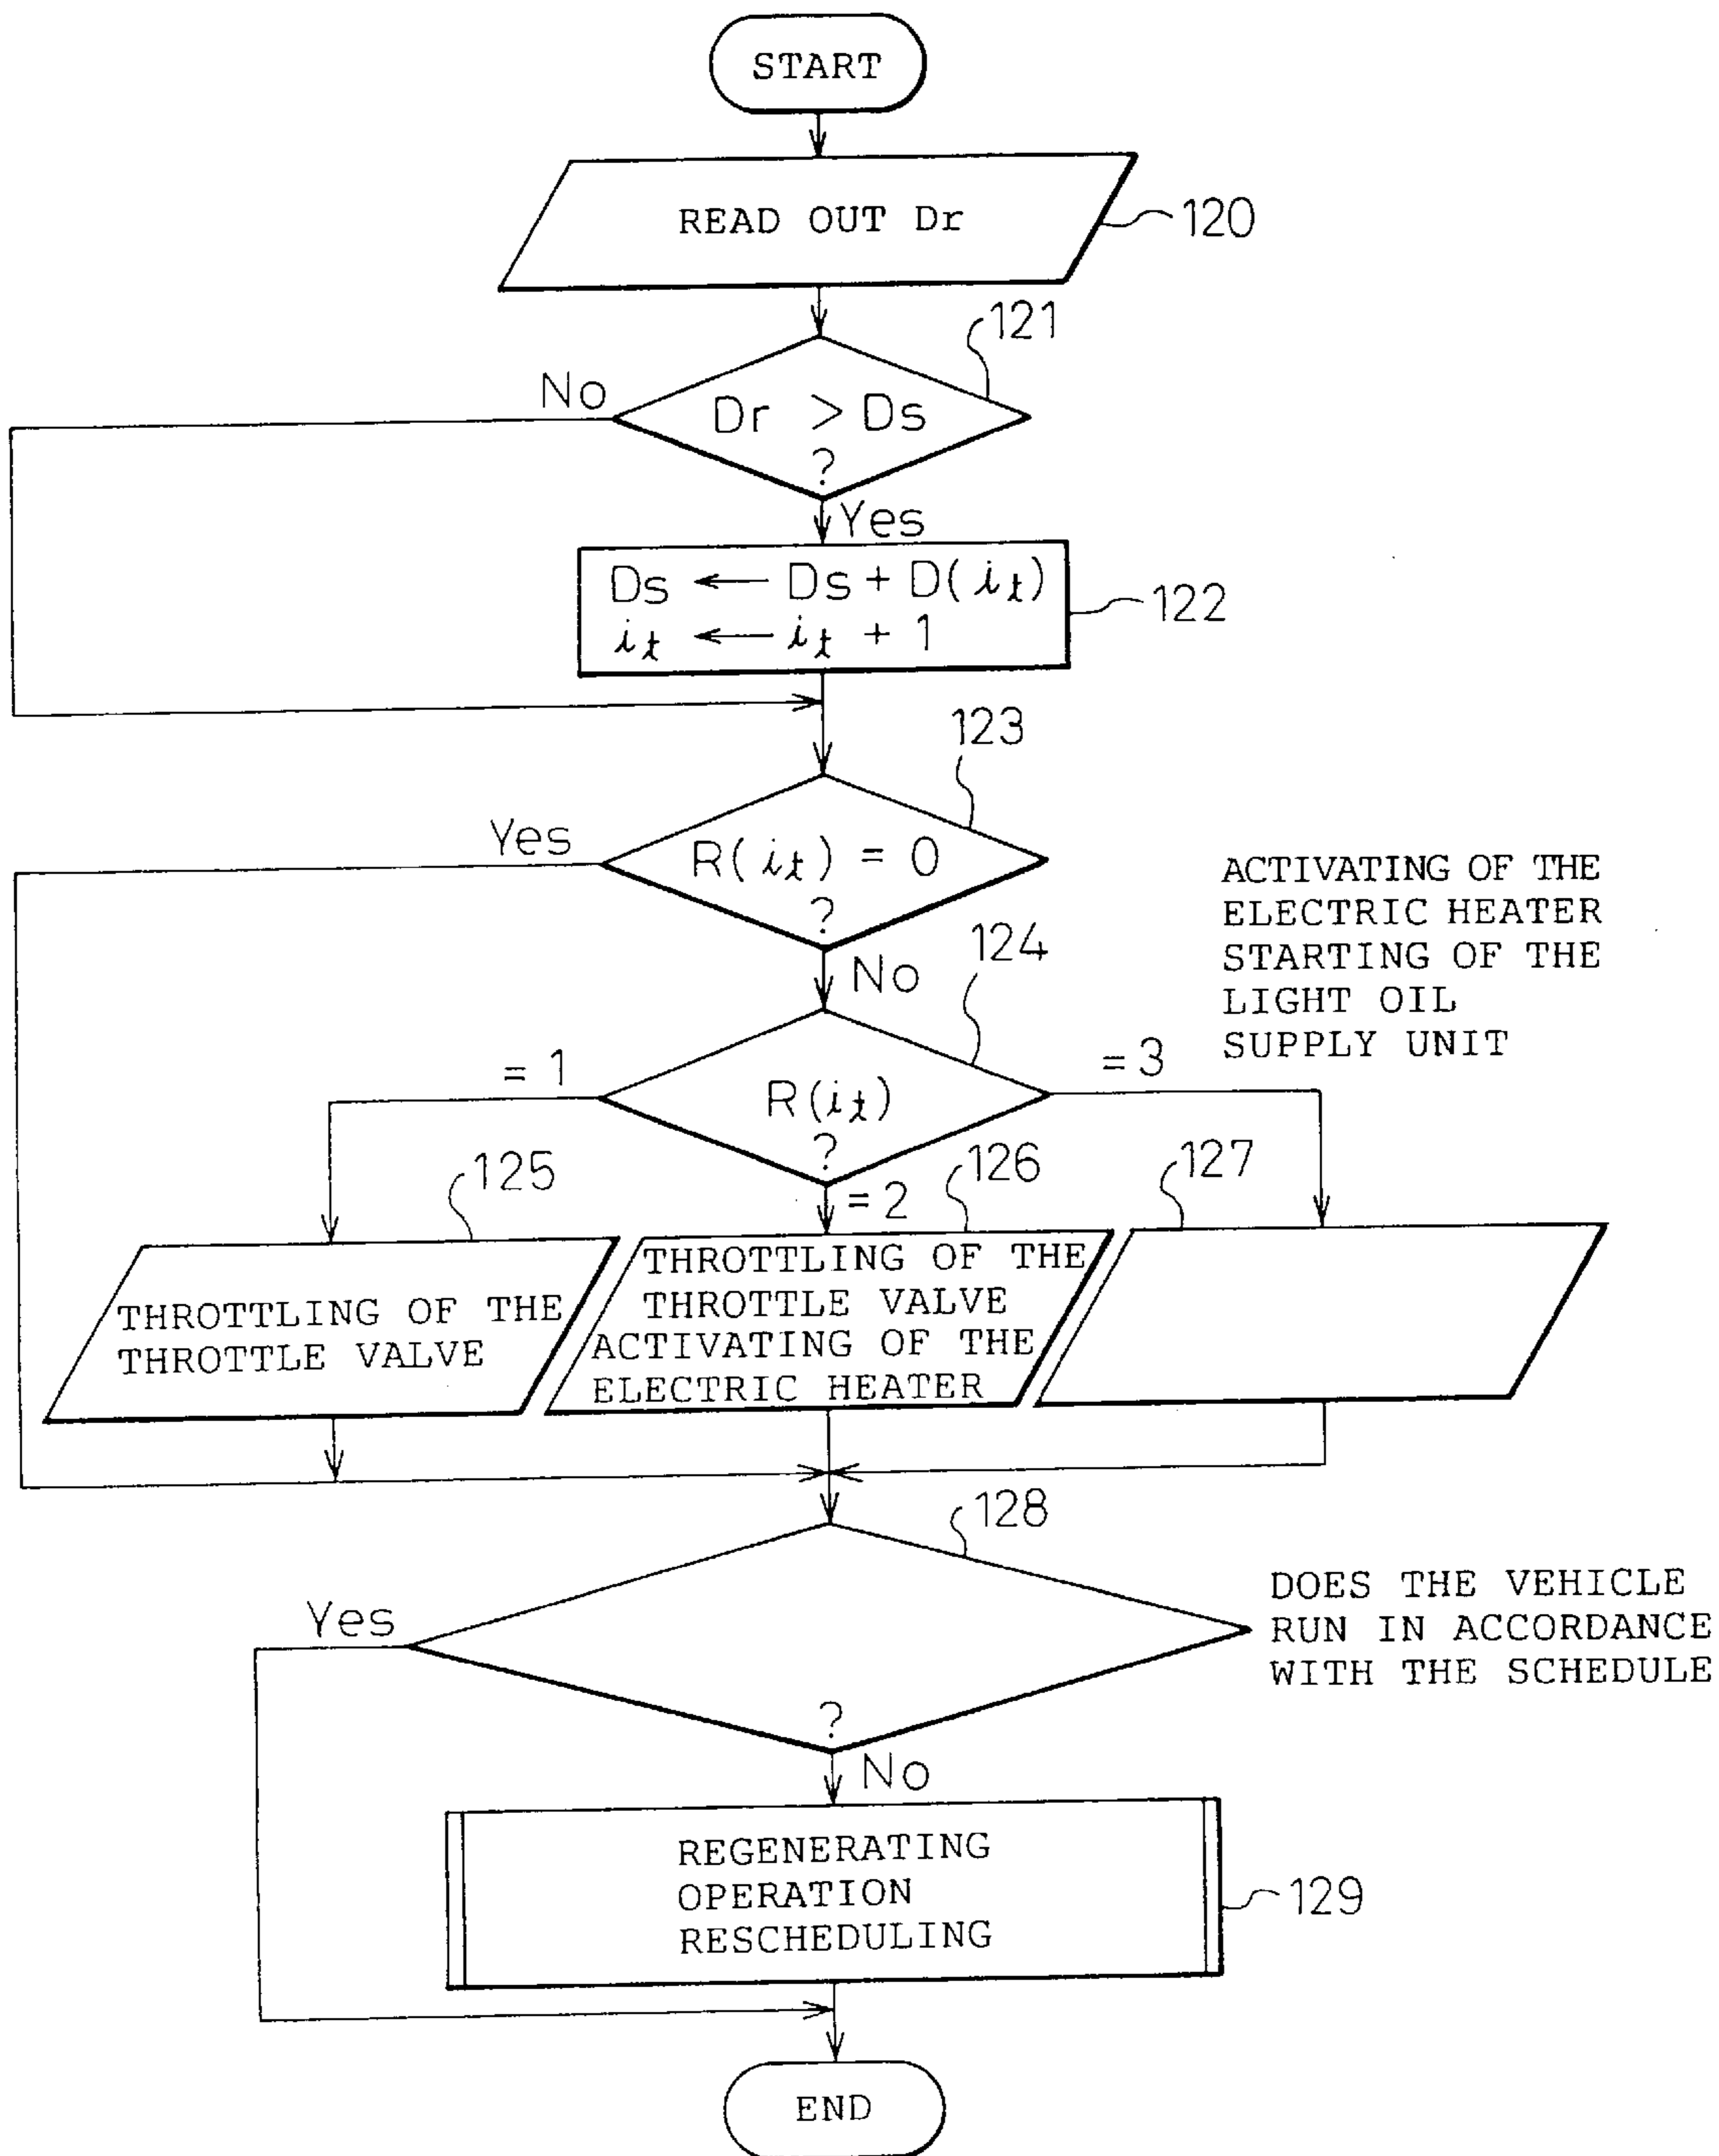 START
READ OUT Dr
120
121
No
Dr > Ds
?
Yes
Ds ← Ds + D(it)
it ← it + 1
122
123
Yes
R(it) = 0
?
No
124
ACTIVATING OF THE
ELECTRIC HEATER
STARTING OF THE
LIGHT OIL
SUPPLY UNIT
= 1
R(it)
?
= 3
= 2
125
126
127
THROTTLING OF THE
THROTTLE VALVE
THROTTLING OF THE
THROTTLE VALVE
ACTIVATING OF THE
ELECTRIC HEATER
128
Yes
?
DOES THE VEHICLE
RUN IN ACCORDANCE
WITH THE SCHEDULE
No
REGENERATING
OPERATION
RESCHEDULING
129
END